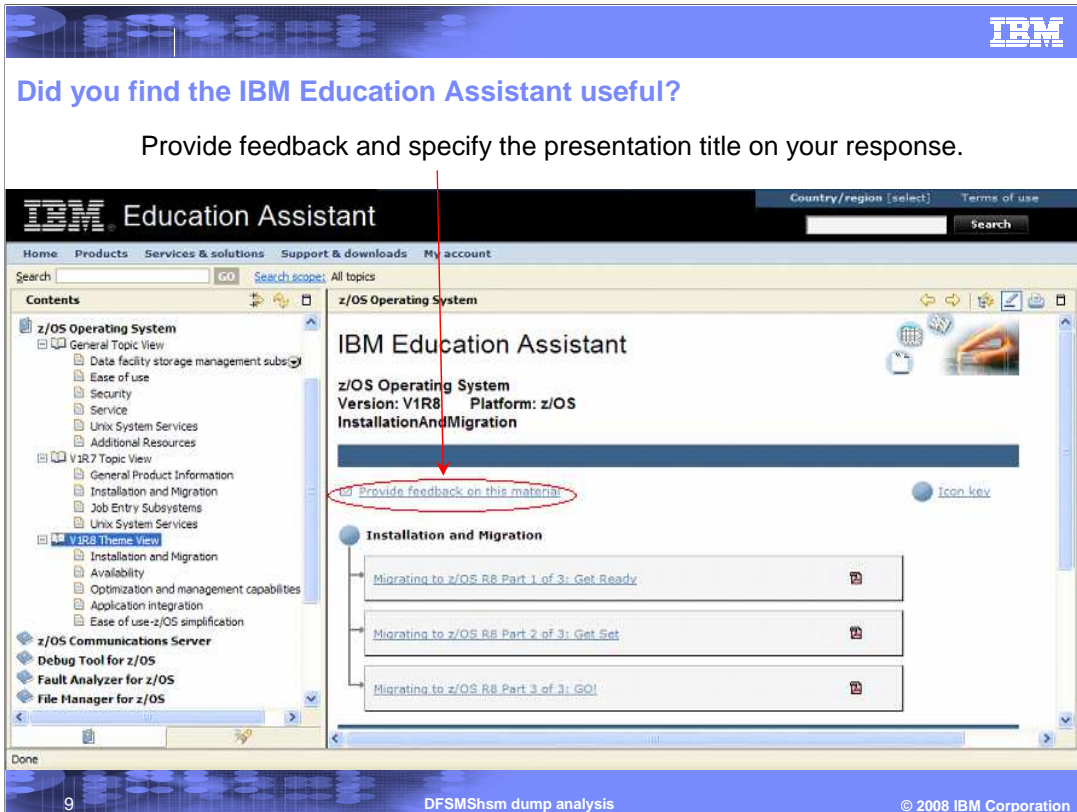 IBM
Did you find the IBM Education Assistant useful?
Provide feedback and specify the presentation title on your response.
IBM® Education Assistant
Country/region [select] Terms of use
Search
Home Products Services & solutions Support & downloads My account
Search GO Search scope: All topics
Contents
z/OS Operating System
General Topic View
Data facility storage management subs
Ease of use
Security
Service
Unix System Services
Additional Resources
V1R7 Topic View
General Product Information
Installation and Migration
Job Entry Subsystems
Unix System Services
V1R8 Theme View
Installation and Migration
Availability
Optimization and management capabilities
Application integration
Ease of use-z/OS simplification
z/OS Communications Server
Debug Tool for z/OS
Fault Analyzer for z/OS
File Manager for z/OS
z/OS Operating System
IBM Education Assistant
z/OS Operating System
Version: V1R8 Platform: z/OS
InstallationAndMigration
Provide feedback on this material
Icon key
Installation and Migration
Migrating to z/OS R8 Part 1 of 3: Get Ready
Migrating to z/OS R8 Part 2 of 3: Get Set
Migrating to z/OS R8 Part 3 of 3: GO!
Done
9
DFSMShsm dump analysis
© 2008 IBM Corporation